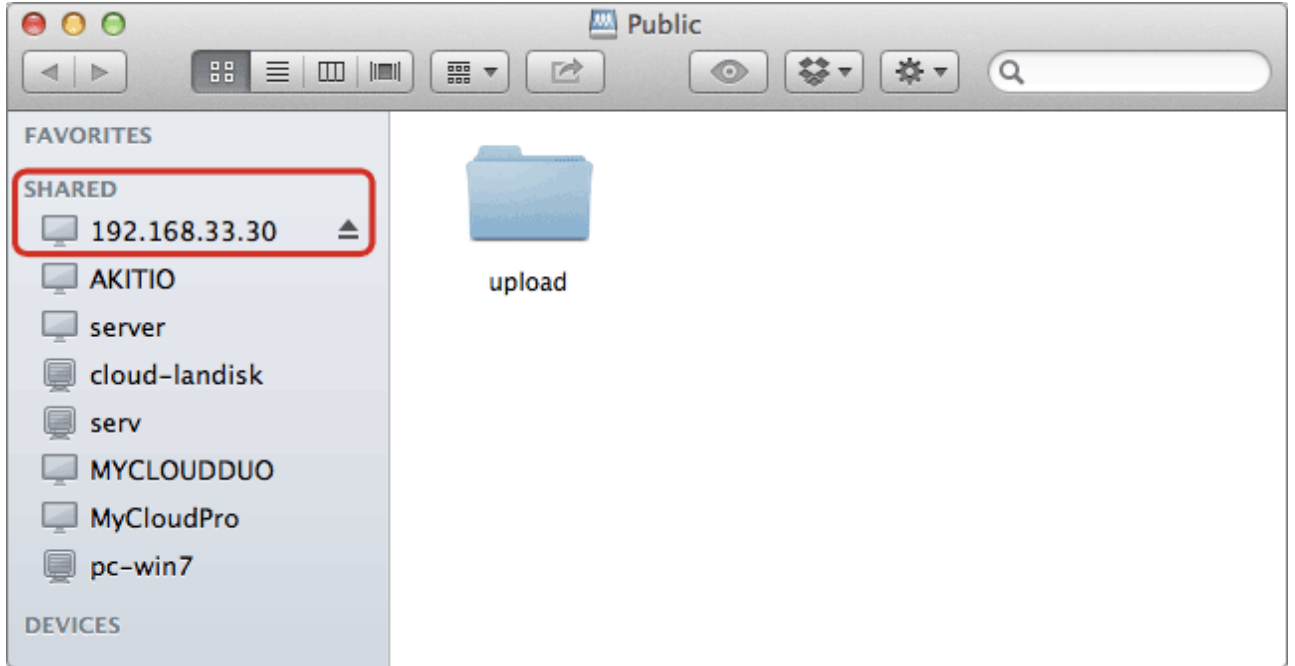 Public
FAVORITES
SHARED
192.168.33.30
AKITIO
server
cloud-landisk
serv
MYCLOUDDUO
MyCloudPro
pc-win7
DEVICES
upload